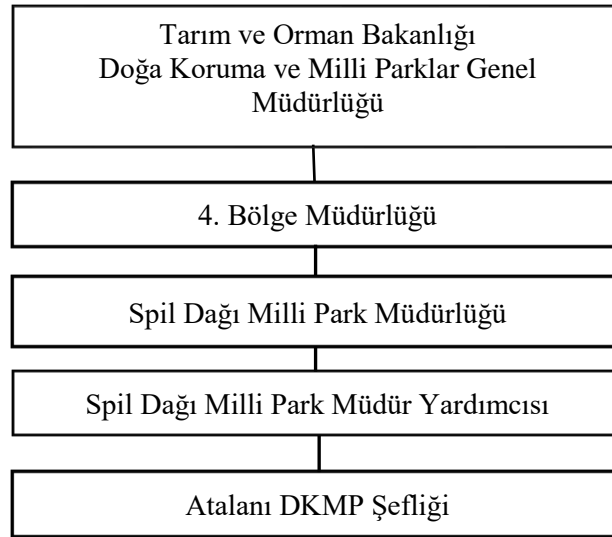 Tarım ve Orman Bakanlığı
Doğa Koruma ve Milli Parklar Genel
Müdürlüğü
4. Bölge Müdürlüğü
Spil Dağı Milli Park Müdürlüğü
Spil Dağı Milli Park Müdür Yardımcısı
Atalanı DKMP Şefliği